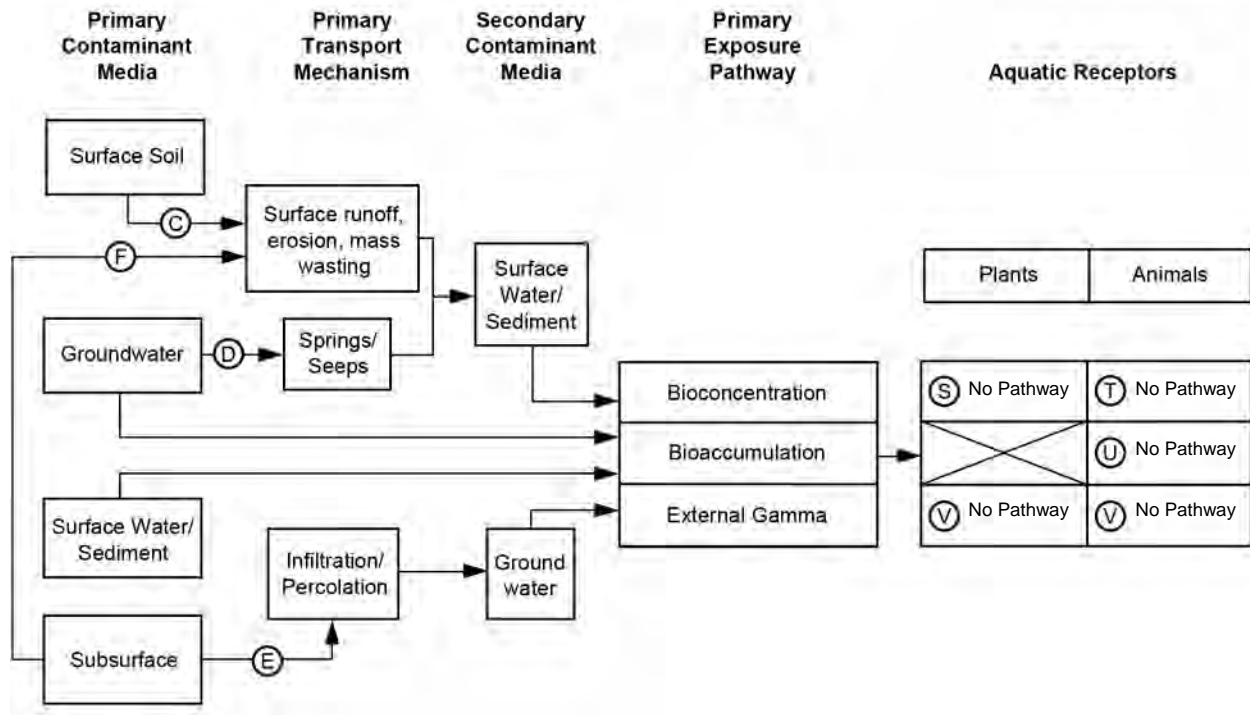 Primary
Contaminant
Media
Primary
Transport
Mechanism
Secondary
Contaminant
Media
Primary
Exposure
Pathway
Aquatic Receptors
Surface Soil
C
F
Surface runoff,
erosion, mass
wasting
Surface
Water/
Sediment
Plants
Animals
Groundwater
D
Springs/
Seeps
Bioconcentration
S No Pathway
T No Pathway
Bioaccumulation
U No Pathway
External Gamma
V No Pathway
V No Pathway
Surface Water/
Sediment
Infiltration/
Percolation
Ground
water
Subsurface
E